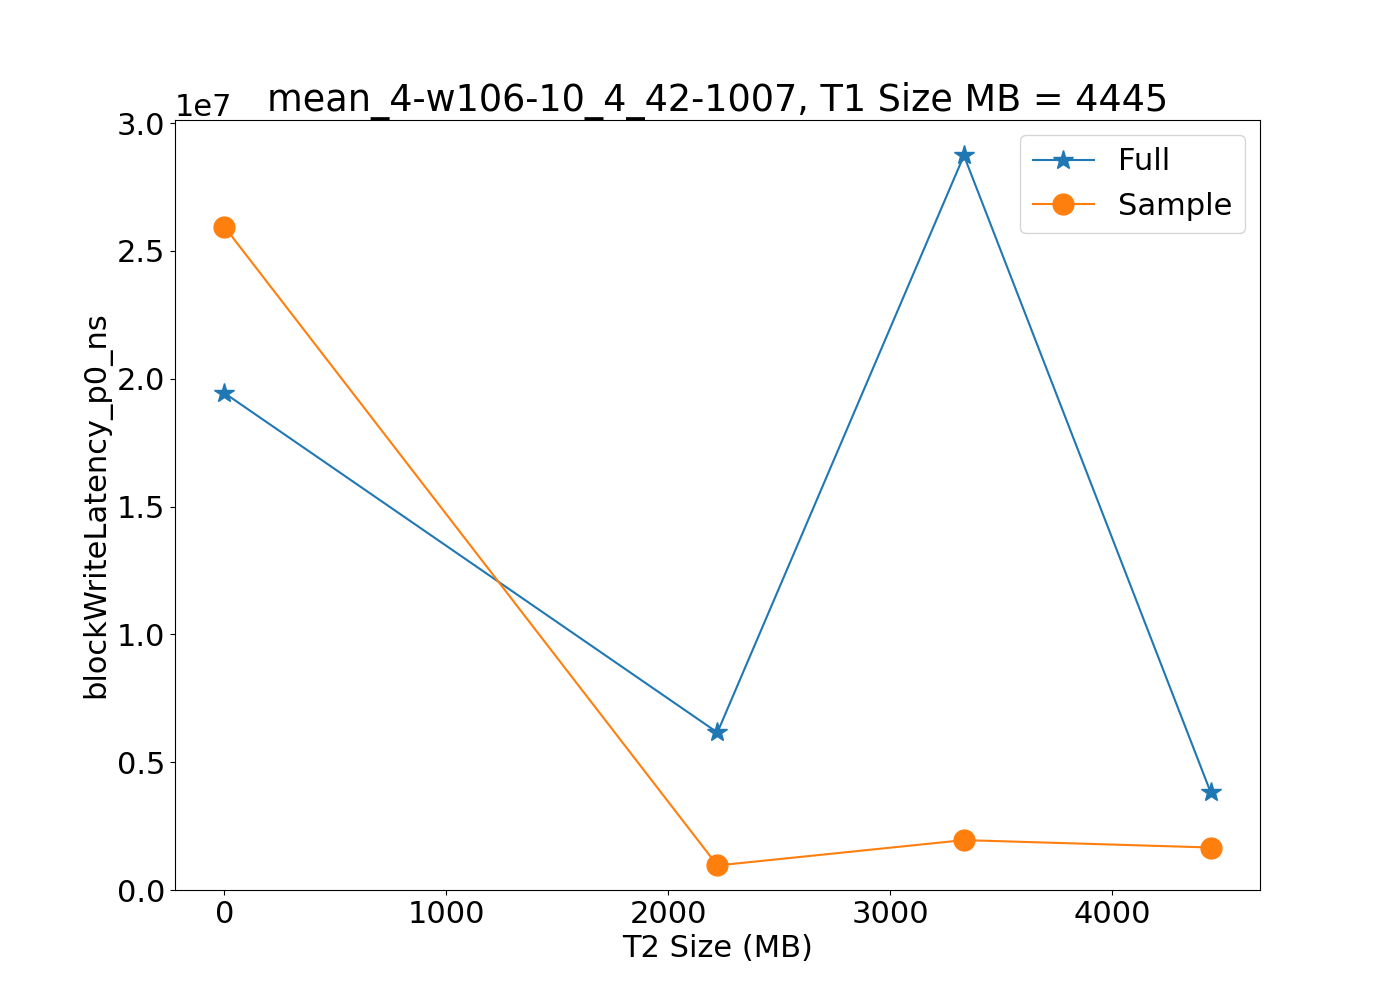 mean_4-w106-10_4_42-1007, T1 Size MB = 4445
1e7
3.0
2.5
2.0
1.5
1.0
0.5
0.0
blockWriteLatency_p0_ns
Full
Sample
0 1000 2000 3000 4000
T2 Size (MB)